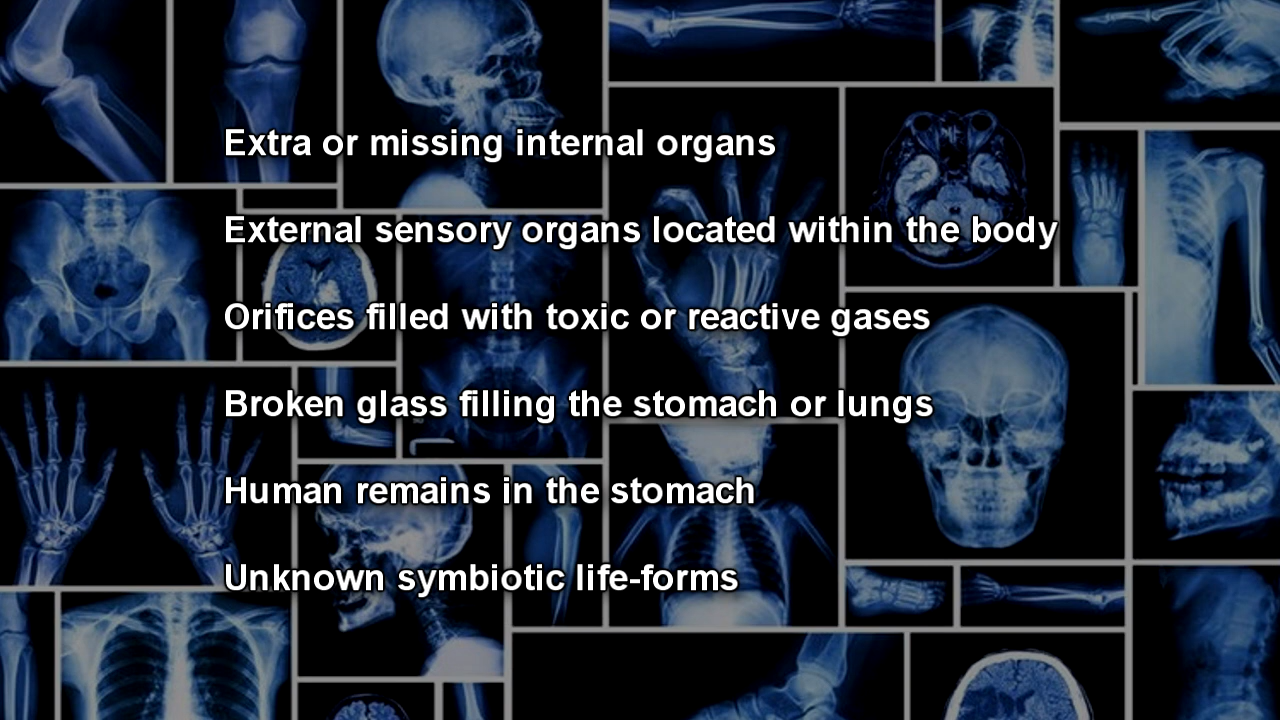 Extra or missing internal organs
External sensory organs located within the body
Orifices filled with toxic or reactive gases
Broken glass filling the stomach or lungs
Human remains in the stomach
Unknown symbiotic life-forms